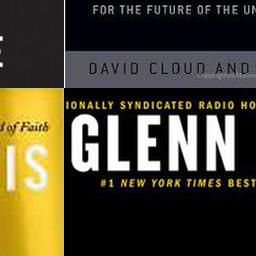 E
FOR THE FUTURE OF THE UN
DAVID CLOUD AND
d of Faith
IS
IONALLY SYNDICATED RADIO HO
GLENN
#1 NEW YORK TIMES BEST